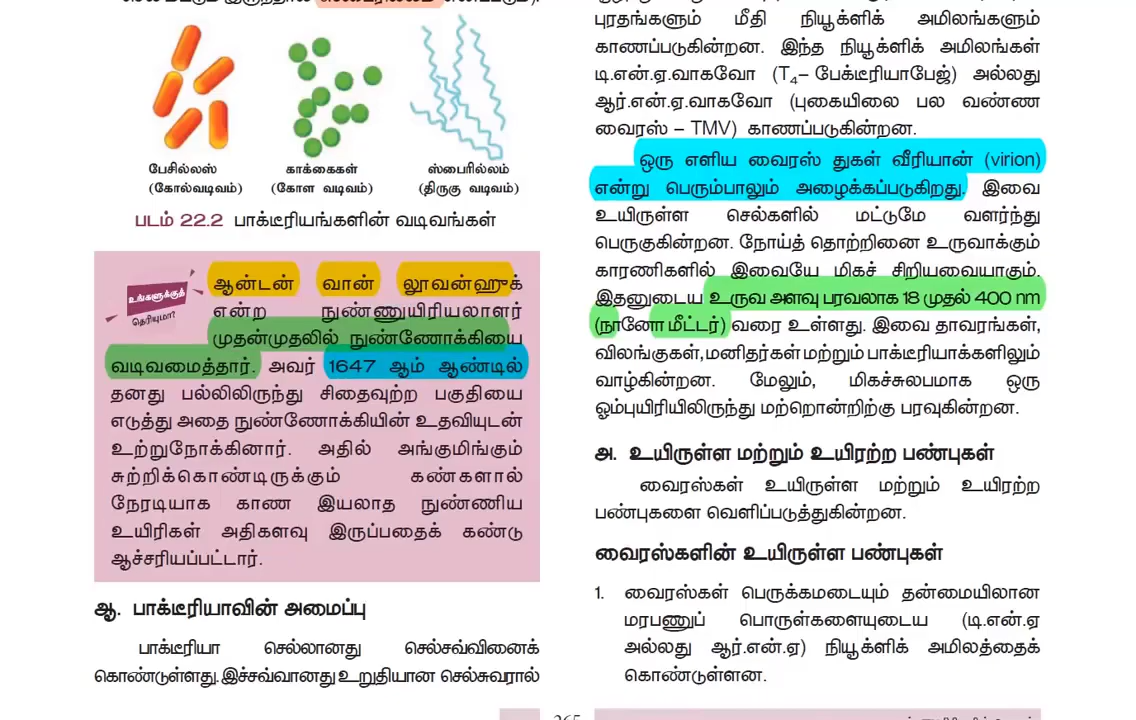 பேசில்லஸ்
(கோல்வடிவம்)
காக்கைகள்
(கோள வடிவம்)
ஸ்பைரில்லம்
(திருகு வடிவம்)
படம் 22.2 பாக்டீரியங்களின் வடிவங்கள்
உங்களுக்குத்
தெரியுமா?
ஆன்டன் வான் லூவன்ஹுக்
என்ற நுண்ணுயிரியலாளர்
முதன்முதலில் நுண்ணோக்கியை
வடிவமைத்தார். அவர் 1647 ஆம் ஆண்டில்
தனது பல்லிலிருந்து சிதைவுற்ற பகுதியை
எடுத்து அதை நுண்ணோக்கியின் உதவியுடன்
உற்றுநோக்கினார். அதில் அங்குமிங்கும்
சுற்றிக்கொண்டிருக்கும் கண்களால்
நேரடியாக காண இயலாத நுண்ணிய
உயிரிகள் அதிகளவு இருப்பதைக் கண்டு
ஆச்சரியப்பட்டார்.
ஆ. பாக்டீரியாவின் அமைப்பு
பாக்டீரியா செல்லானது செல்சவ்வினைக்
கொண்டுள்ளது. இச்சவ்வானது உறுதியான செல்சுவரால்
புரதங்களும் மீதி நியூக்ளிக் அமிலங்களும்
காணப்படுகின்றன. இந்த நியூக்ளிக் அமிலங்கள்
டி.என்.ஏ.வாகவோ (T₄– பேக்டீரியாபேஜ்) அல்லது
ஆர்.என்.ஏ.வாகவோ (புகையிலை பல வண்ண
வைரஸ் – TMV) காணப்படுகின்றன.
ஒரு எளிய வைரஸ் துகள் வீரியான் (virion)
என்று பெரும்பாலும் அழைக்கப்படுகிறது. இவை
உயிருள்ள செல்களில் மட்டுமே வளர்ந்து
பெருகுகின்றன. நோய்த் தொற்றினை உருவாக்கும்
காரணிகளில் இவையே மிகச் சிறியவையாகும்.
இதனுடைய உருவ அளவு பரவலாக 18 முதல் 400 nm
(நானோ மீட்டர்) வரை உள்ளது. இவை தாவரங்கள்,
விலங்குகள், மனிதர்கள் மற்றும் பாக்டீரியாக்களிலும்
வாழ்கின்றன. மேலும், மிகச்சுலபமாக ஒரு
ஓம்புயிரியிலிருந்து மற்றொன்றிற்கு பரவுகின்றன.
அ. உயிருள்ள மற்றும் உயிரற்ற பண்புகள்
வைரஸ்கள் உயிருள்ள மற்றும் உயிரற்ற
பண்புகளை வெளிப்படுத்துகின்றன.
வைரஸ்களின் உயிருள்ள பண்புகள்
1. வைரஸ்கள் பெருக்கமடையும் தன்மையிலான
மரபணுப் பொருள்களையுடைய (டி.என்.ஏ
அல்லது ஆர்.என்.ஏ) நியூக்ளிக் அமிலத்தைக்
கொண்டுள்ளன.